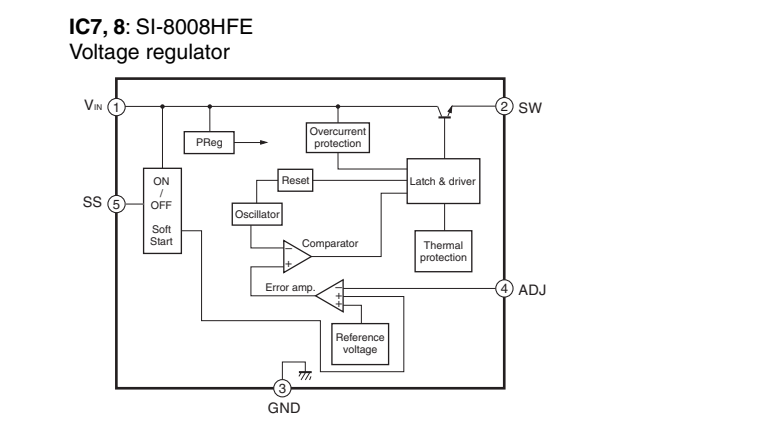 IC7, 8: SI-8008HFE
Voltage regulator
VIN 1
2 SW
Overcurrent
protection
PReg
ON
/
OFF
Soft
Start
Reset
Latch & driver
SS 5
Oscillator
Comparator
−
+
Thermal
protection
Error amp.
−
+
+
4 ADJ
Reference
voltage
3
GND